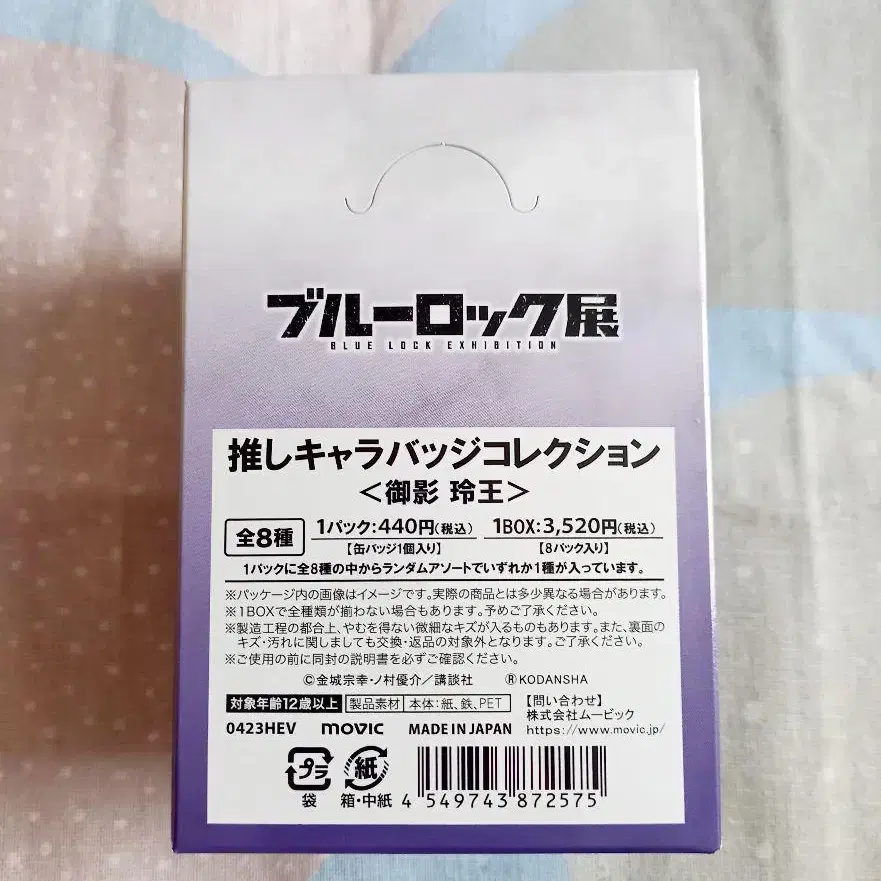 ブルーロック展
BLUE LOCK EXHIBITION
推しキャラバッジコレクション
<御影 玲王>
全8種 1パック:440円(税込) 1BOX:3,520円(税込)
【缶バッジ1個入り】 【8パック入り】
1パックに全8種の中からランダムアソートでいずれか1種が入っています。
※パッケージ内の画像はイメージです。実際の商品とは多少異なる場合があります。
※1BOXで全種類が揃わない場合もあります。予めご了承ください。
※製造工程の都合上、やむを得ない微細なキズが入るものもあります。また、裏面の
キズ・汚れに関しましても交換・返品の対象外となります。ご了承ください。
※ご使用の前に同封の説明書を必ずご確認ください。
©金城宗幸・ノ村優介/講談社 ®KODANSHA
対象年齢12歳以上 製品素材 本体:紙、鉄、PET 【問い合わせ】
株式会社ムービック
0423HEV movic MADE IN JAPAN https://www.movic.jp/
プラ 紙
袋 箱・中紙 4 549743 872575